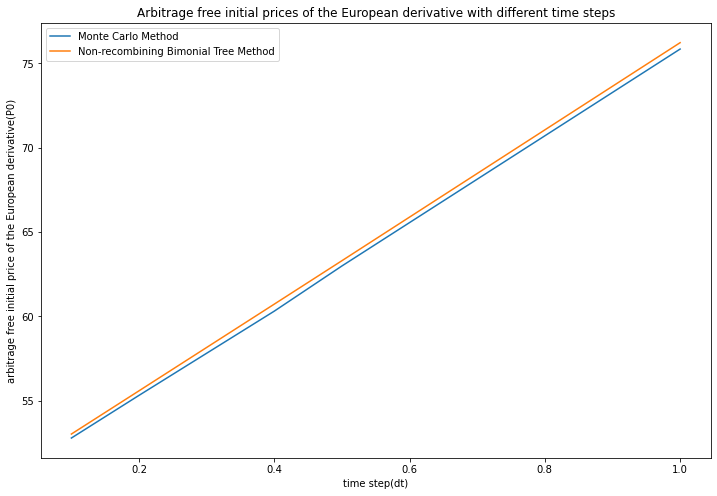 Arbitrage free initial prices of the European derivative with different time steps
Monte Carlo Method
Non-recombining Bimonial Tree Method
arbitrage free initial price of the European derivative(P0)
75
70
65
60
55
0.2
0.4
0.6
0.8
1.0
time step(dt)